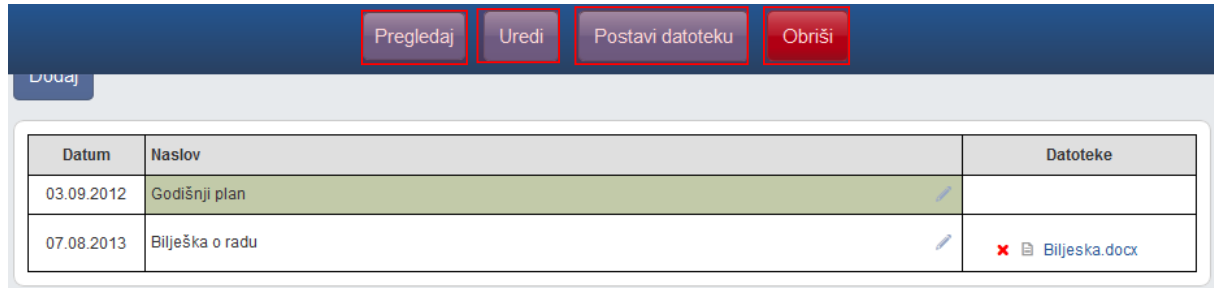 Pregledaj Uredi Postavi datoteku Obriši
Dodaj
Datum Naslov Datoteke
03.09.2012 Godišnji plan
07.08.2013 Bilješka o radu Biljeska.docx